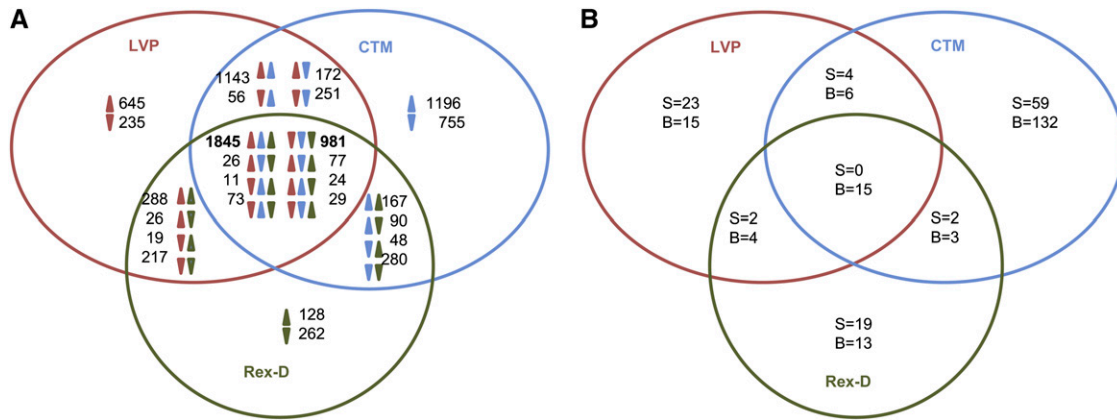 A
LVP
CTM
1143 172
56 251
645
235
1196
755
1845 981
26 77
11 24
73 29
288
26
19
217
167
90
48
280
128
262
Rex-D
B
LVP
CTM
S=4
B=6
S=23
B=15
S=59
B=132
S=0
B=15
S=2
B=4
S=2
B=3
S=19
B=13
Rex-D